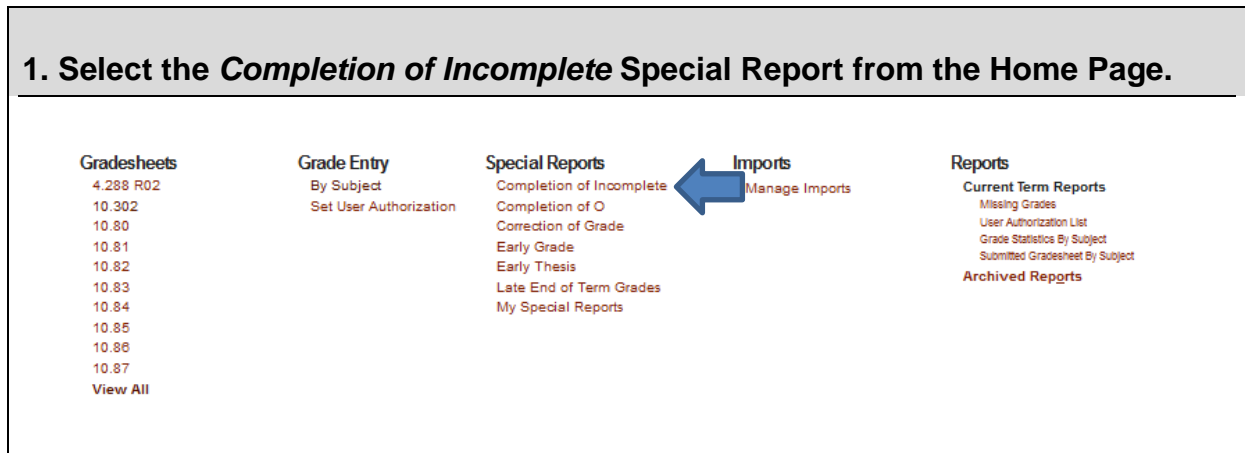 1. Select the Completion of Incomplete Special Report from the Home Page.
Gradesheets
4.288 R02
10.302
10.80
10.81
10.82
10.83
10.84
10.85
10.86
10.87
View All
Grade Entry
By Subject
Set User Authorization
Special Reports
Completion of Incomplete
Completion of O
Correction of Grade
Early Grade
Early Thesis
Late End of Term Grades
My Special Reports
Imports
Manage Imports
Reports
Current Term Reports
Missing Grades
User Authorization List
Grade Statistics By Subject
Submitted Gradesheet By Subject
Archived Reports